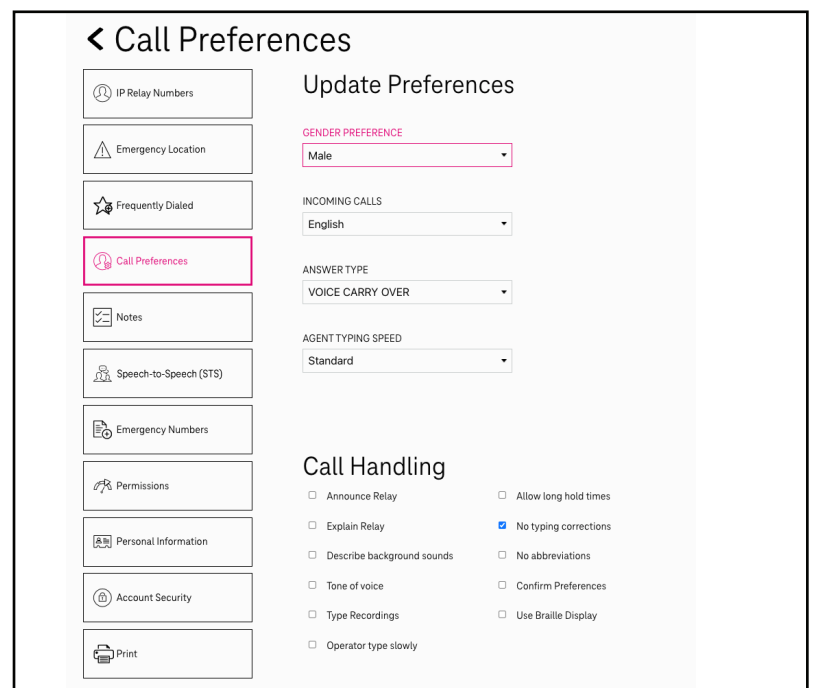 Call Preferences
IP Relay Numbers
Emergency Location
Frequently Dialed
Call Preferences
Notes
Speech-to-Speech (STS)
Emergency Numbers
Permissions
Personal Information
Account Security
Print
Update Preferences
GENDER PREFERENCE
Male
INCOMING CALLS
English
ANSWER TYPE
VOICE CARRY OVER
AGENT TYPING SPEED
Standard
Call Handling
Announce Relay
Explain Relay
Describe background sounds
Tone of voice
Type Recordings
Operator type slowly
Allow long hold times
No typing corrections
No abbreviations
Confirm Preferences
Use Braille Display